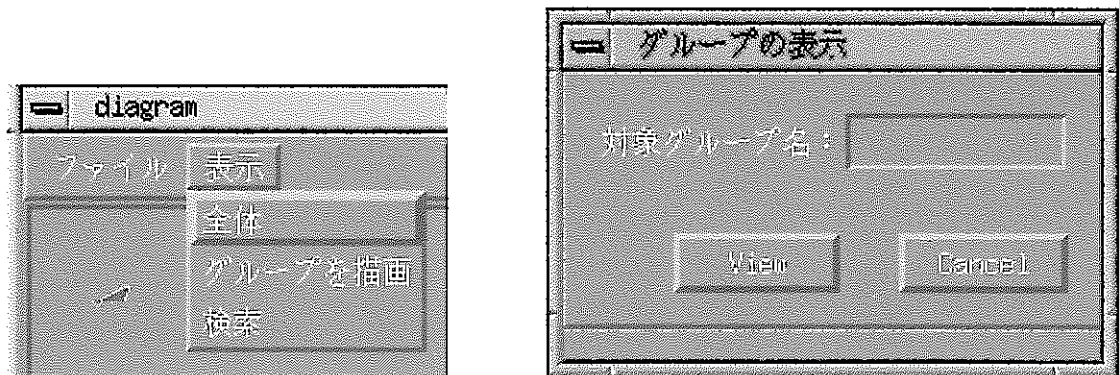 diagram
ファイル 表示
全体
グループを描画
検索
グループの表示
対象グループ名：
View Cancel